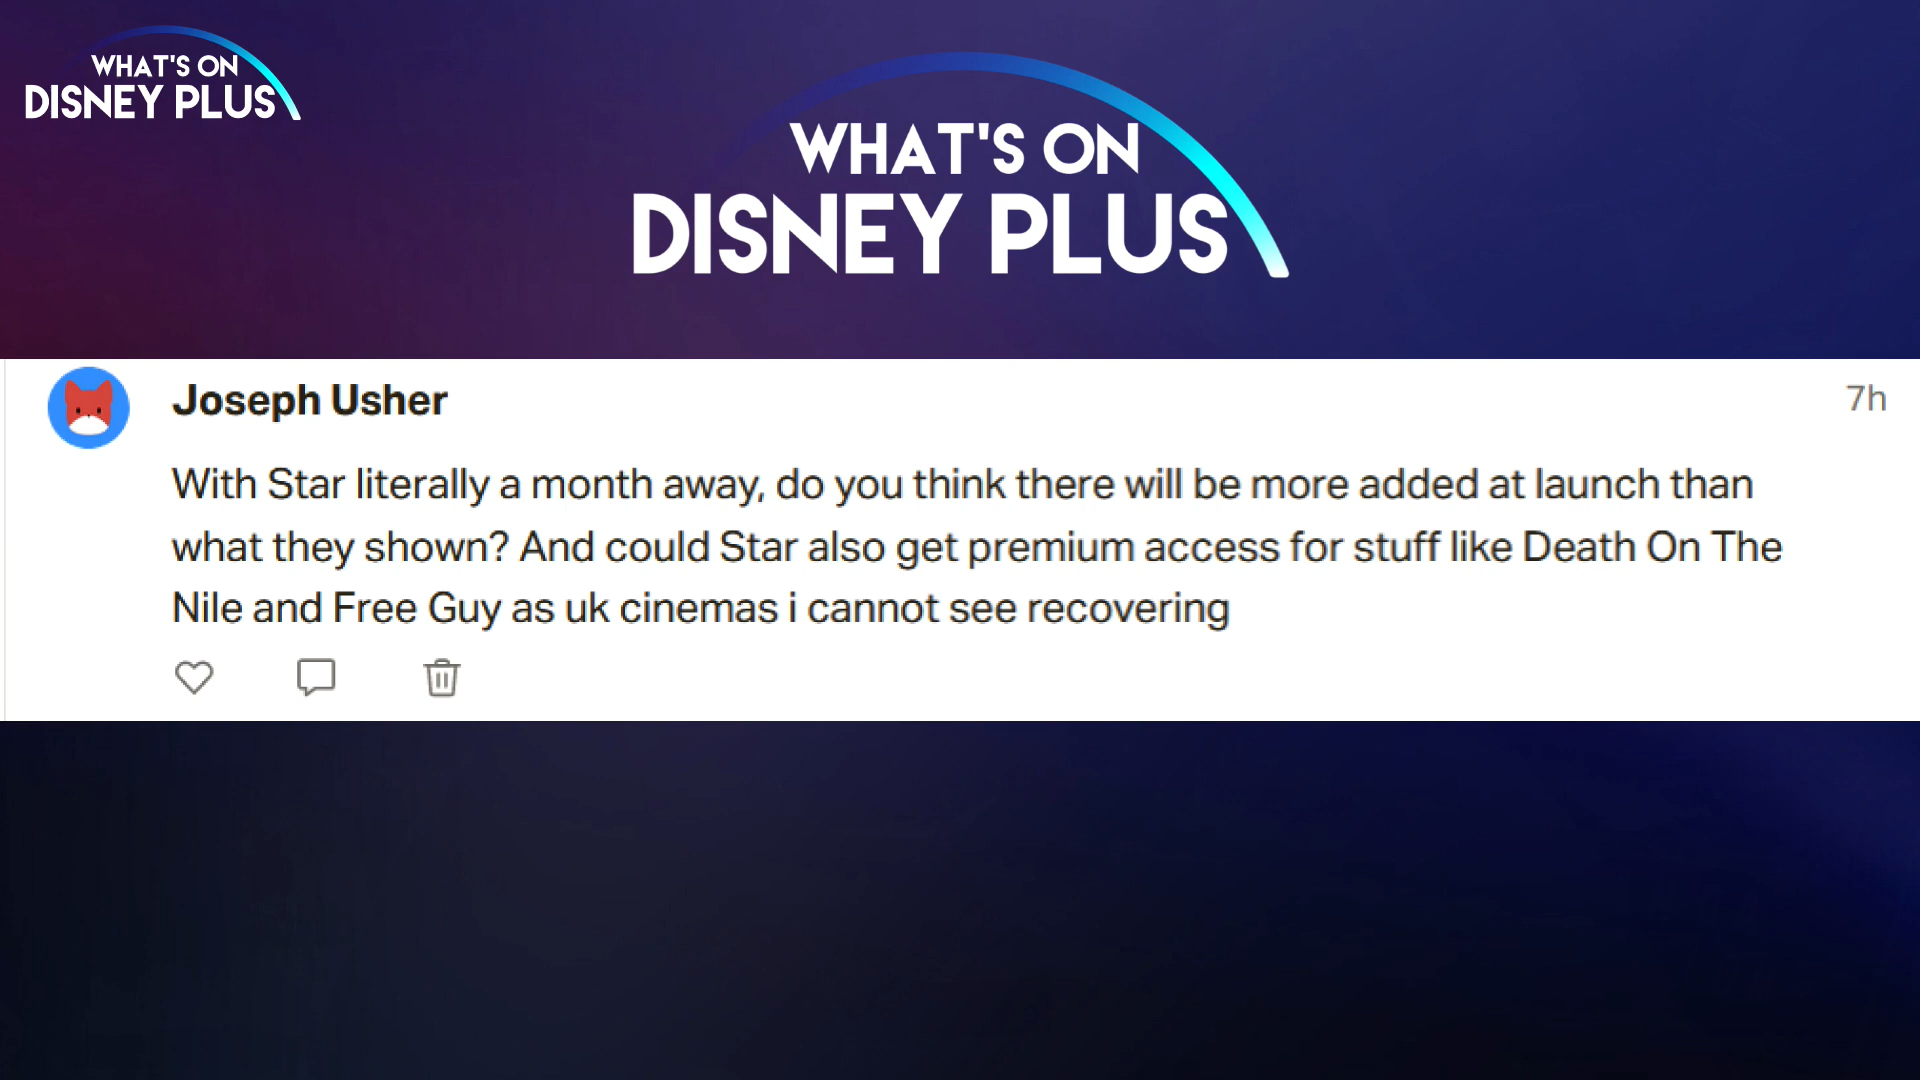 WHAT'S ON
DISNEY PLUS
WHAT'S ON
DISNEY PLUS
Joseph Usher
7h
With Star literally a month away, do you think there will be more added at launch than
what they shown? And could Star also get premium access for stuff like Death On The
Nile and Free Guy as uk cinemas i cannot see recovering